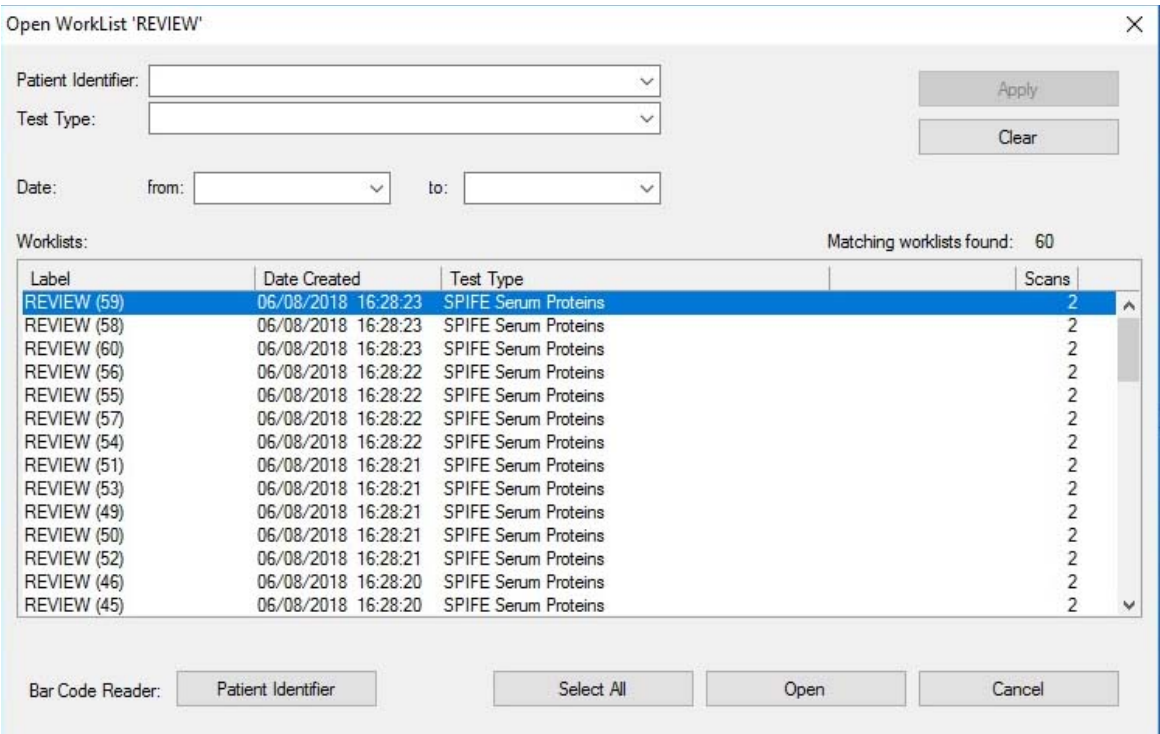 Open WorkList 'REVIEW'
Patient Identifier:
Apply
Test Type:
Clear
Date: from: to:
Worklists: Matching worklists found: 60
Label Date Created Test Type Scans
REVIEW (59) 06/08/2018 16:28:23 SPIFE Serum Proteins 2
REVIEW (58) 06/08/2018 16:28:23 SPIFE Serum Proteins 2
REVIEW (60) 06/08/2018 16:28:23 SPIFE Serum Proteins 2
REVIEW (56) 06/08/2018 16:28:22 SPIFE Serum Proteins 2
REVIEW (55) 06/08/2018 16:28:22 SPIFE Serum Proteins 2
REVIEW (57) 06/08/2018 16:28:22 SPIFE Serum Proteins 2
REVIEW (54) 06/08/2018 16:28:22 SPIFE Serum Proteins 2
REVIEW (51) 06/08/2018 16:28:21 SPIFE Serum Proteins 2
REVIEW (53) 06/08/2018 16:28:21 SPIFE Serum Proteins 2
REVIEW (49) 06/08/2018 16:28:21 SPIFE Serum Proteins 2
REVIEW (50) 06/08/2018 16:28:21 SPIFE Serum Proteins 2
REVIEW (52) 06/08/2018 16:28:21 SPIFE Serum Proteins 2
REVIEW (46) 06/08/2018 16:28:20 SPIFE Serum Proteins 2
REVIEW (45) 06/08/2018 16:28:20 SPIFE Serum Proteins 2
Bar Code Reader: Patient Identifier Select All Open Cancel